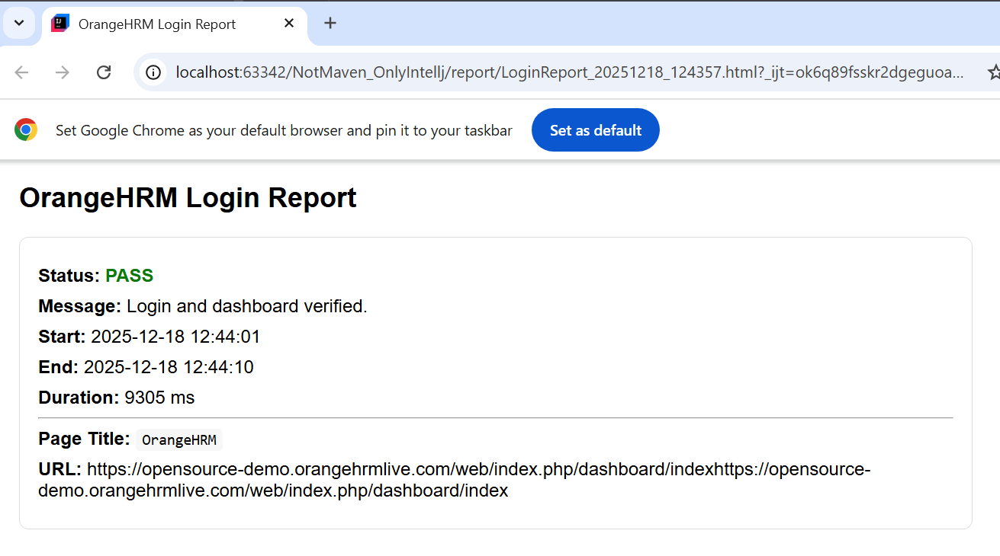 OrangeHRM Login Report
localhost:63342/NotMaven_OnlyIntellj/report/LoginReport_20251218_124357.html?_ijt=ok6q89fsskr2dgeguoa...
Set Google Chrome as your default browser and pin it to your taskbar
Set as default
OrangeHRM Login Report
Status: PASS
Message: Login and dashboard verified.
Start: 2025-12-18 12:44:01
End: 2025-12-18 12:44:10
Duration: 9305 ms
Page Title: OrangeHRM
URL: https://opensource-demo.orangehrmlive.com/web/index.php/dashboard/indexhttps://opensource-
demo.orangehrmlive.com/web/index.php/dashboard/index